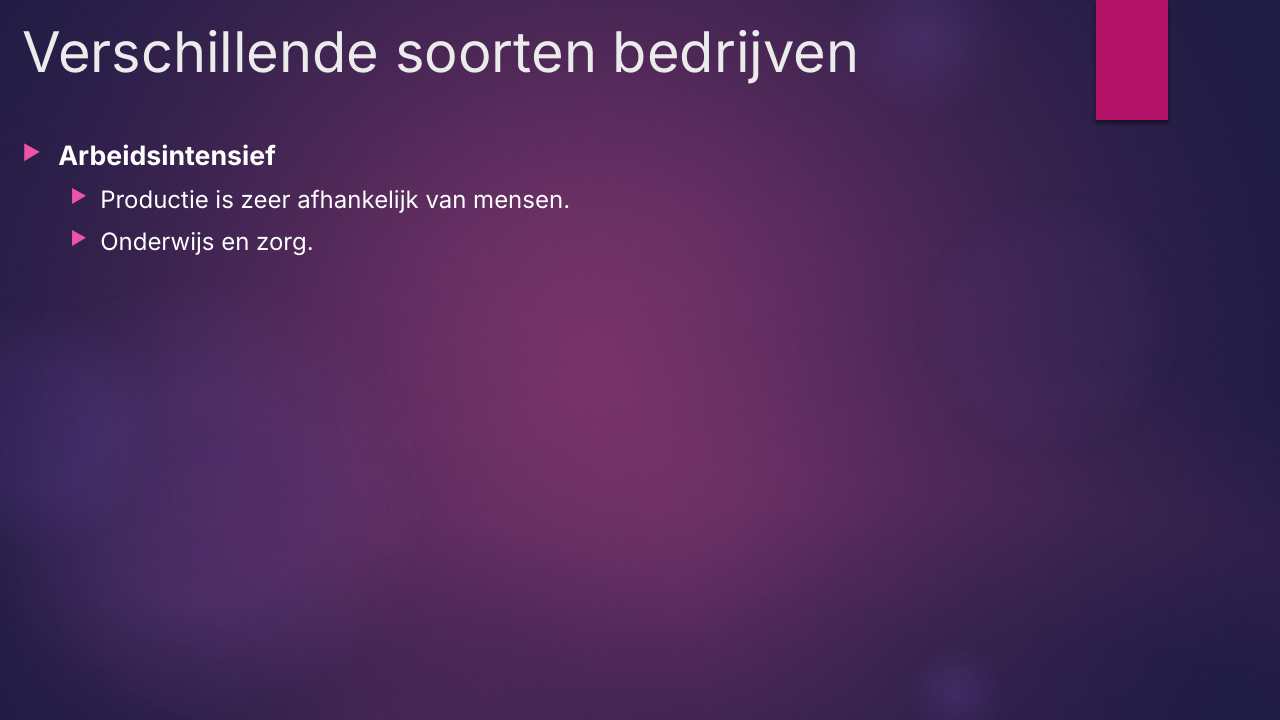 Verschillende soorten bedrijven
Arbeidsintensief
Productie is zeer afhankelijk van mensen.
Onderwijs en zorg.